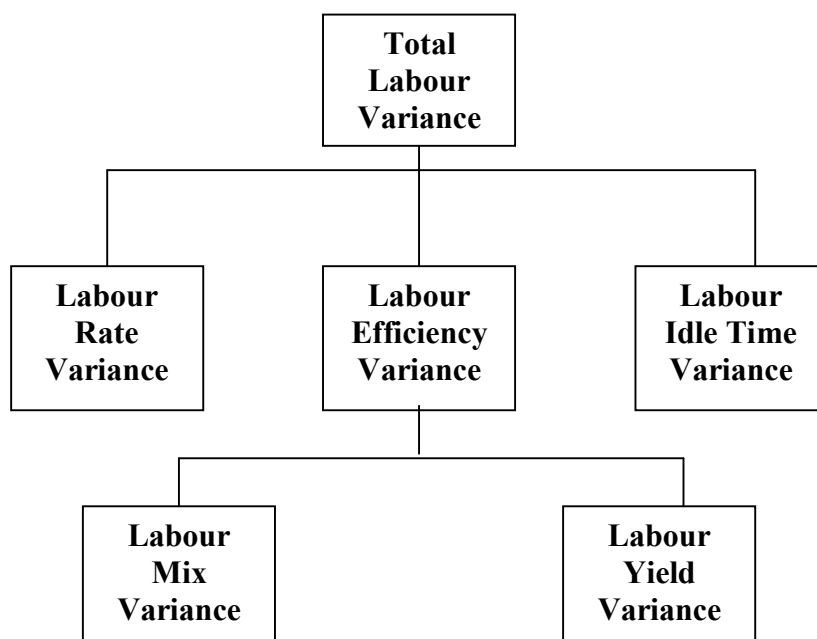 Total
Labour
Variance
Labour
Rate
Variance
Labour
Efficiency
Variance
Labour
Idle Time
Variance
Labour
Mix
Variance
Labour
Yield
Variance